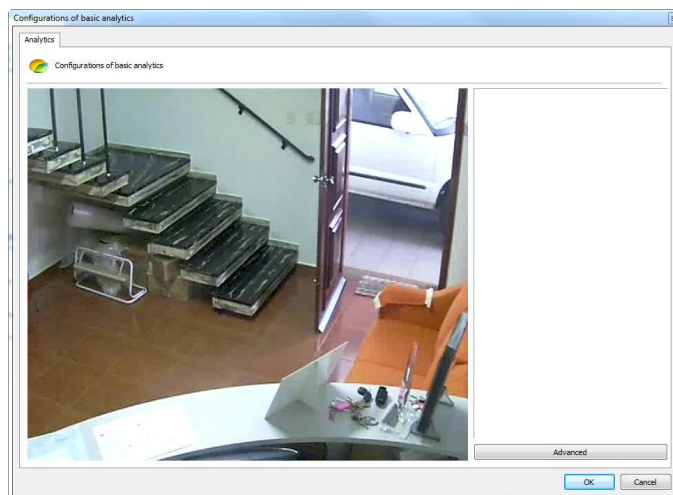 Configurations of basic analytics
Analytics
Configurations of basic analytics
Advanced
OK
Cancel